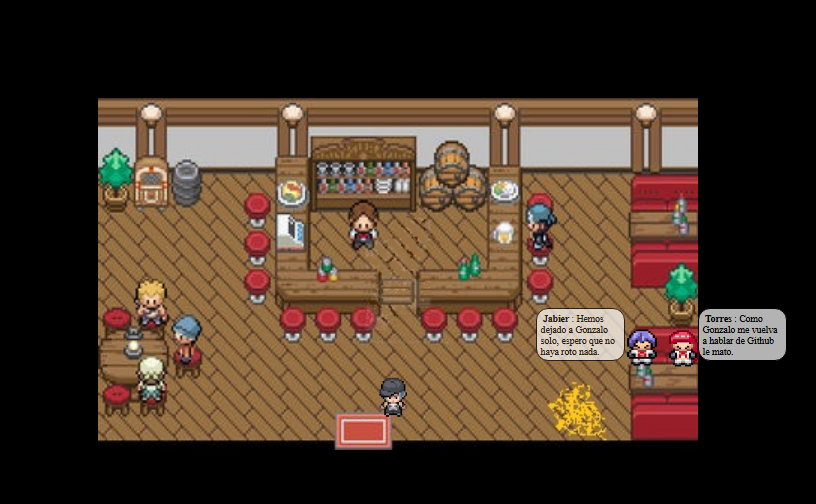 Jabier : Hemos
dejado a Gonzalo
solo, espero que no
haya roto nada.
Torres : Como
Gonzalo me vuelva
a hablar de Github
le mato.